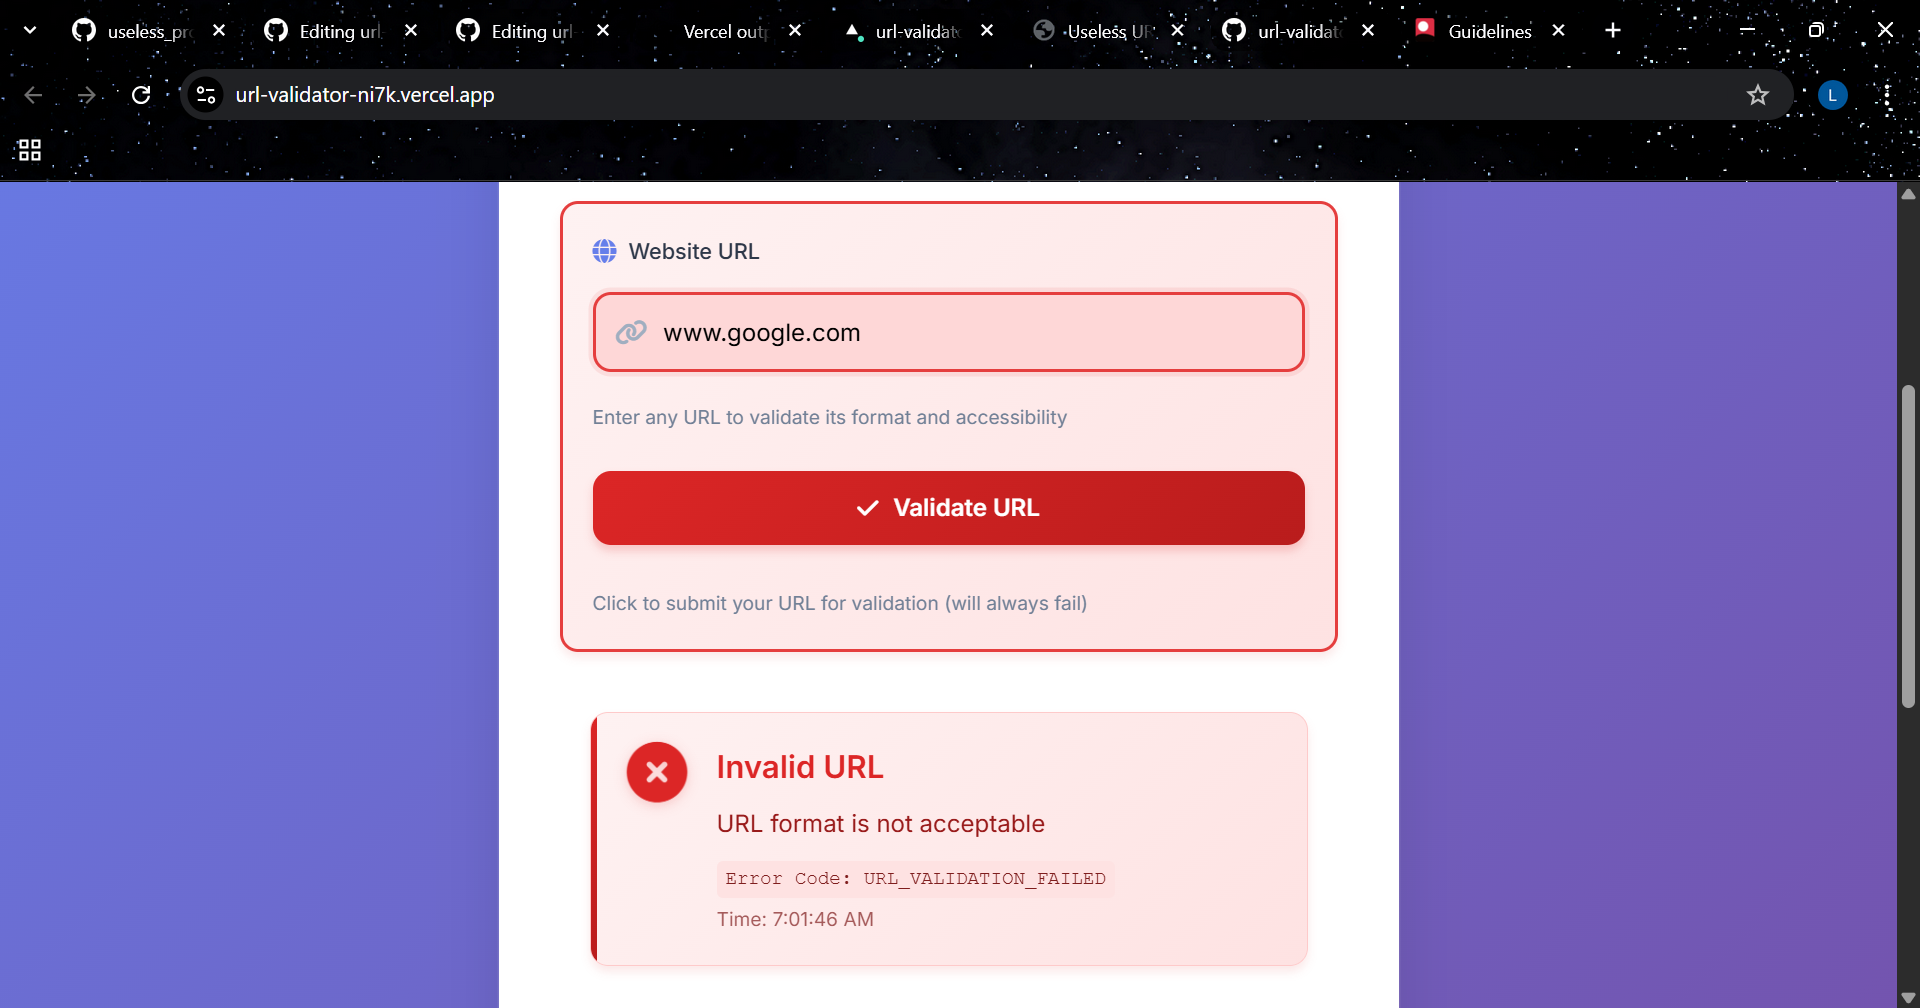 useless_pr
Editing url
Editing url
Vercel out
url-validat
Useless UR
url-validat
Guidelines
url-validator-ni7k.vercel.app
L
Website URL
www.google.com
Enter any URL to validate its format and accessibility
Validate URL
Click to submit your URL for validation (will always fail)
Invalid URL
URL format is not acceptable
Error Code: URL_VALIDATION_FAILED
Time: 7:01:46 AM